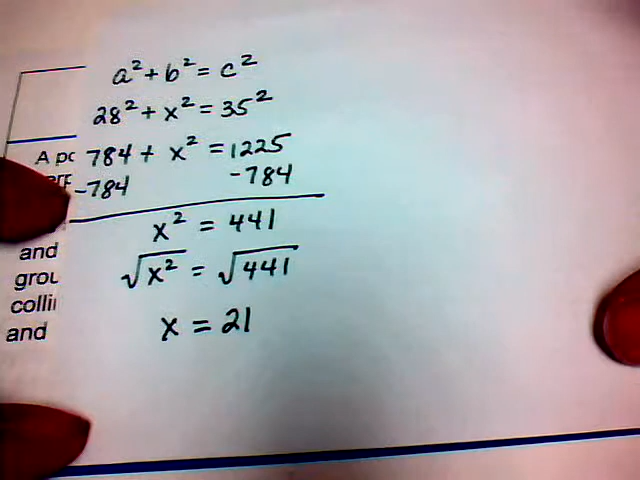 a² + b² = c²
28² + x² = 35²
784 + x² = 1225
-784 -784
x² = 441
√x² = √441
x = 21
A
and
and